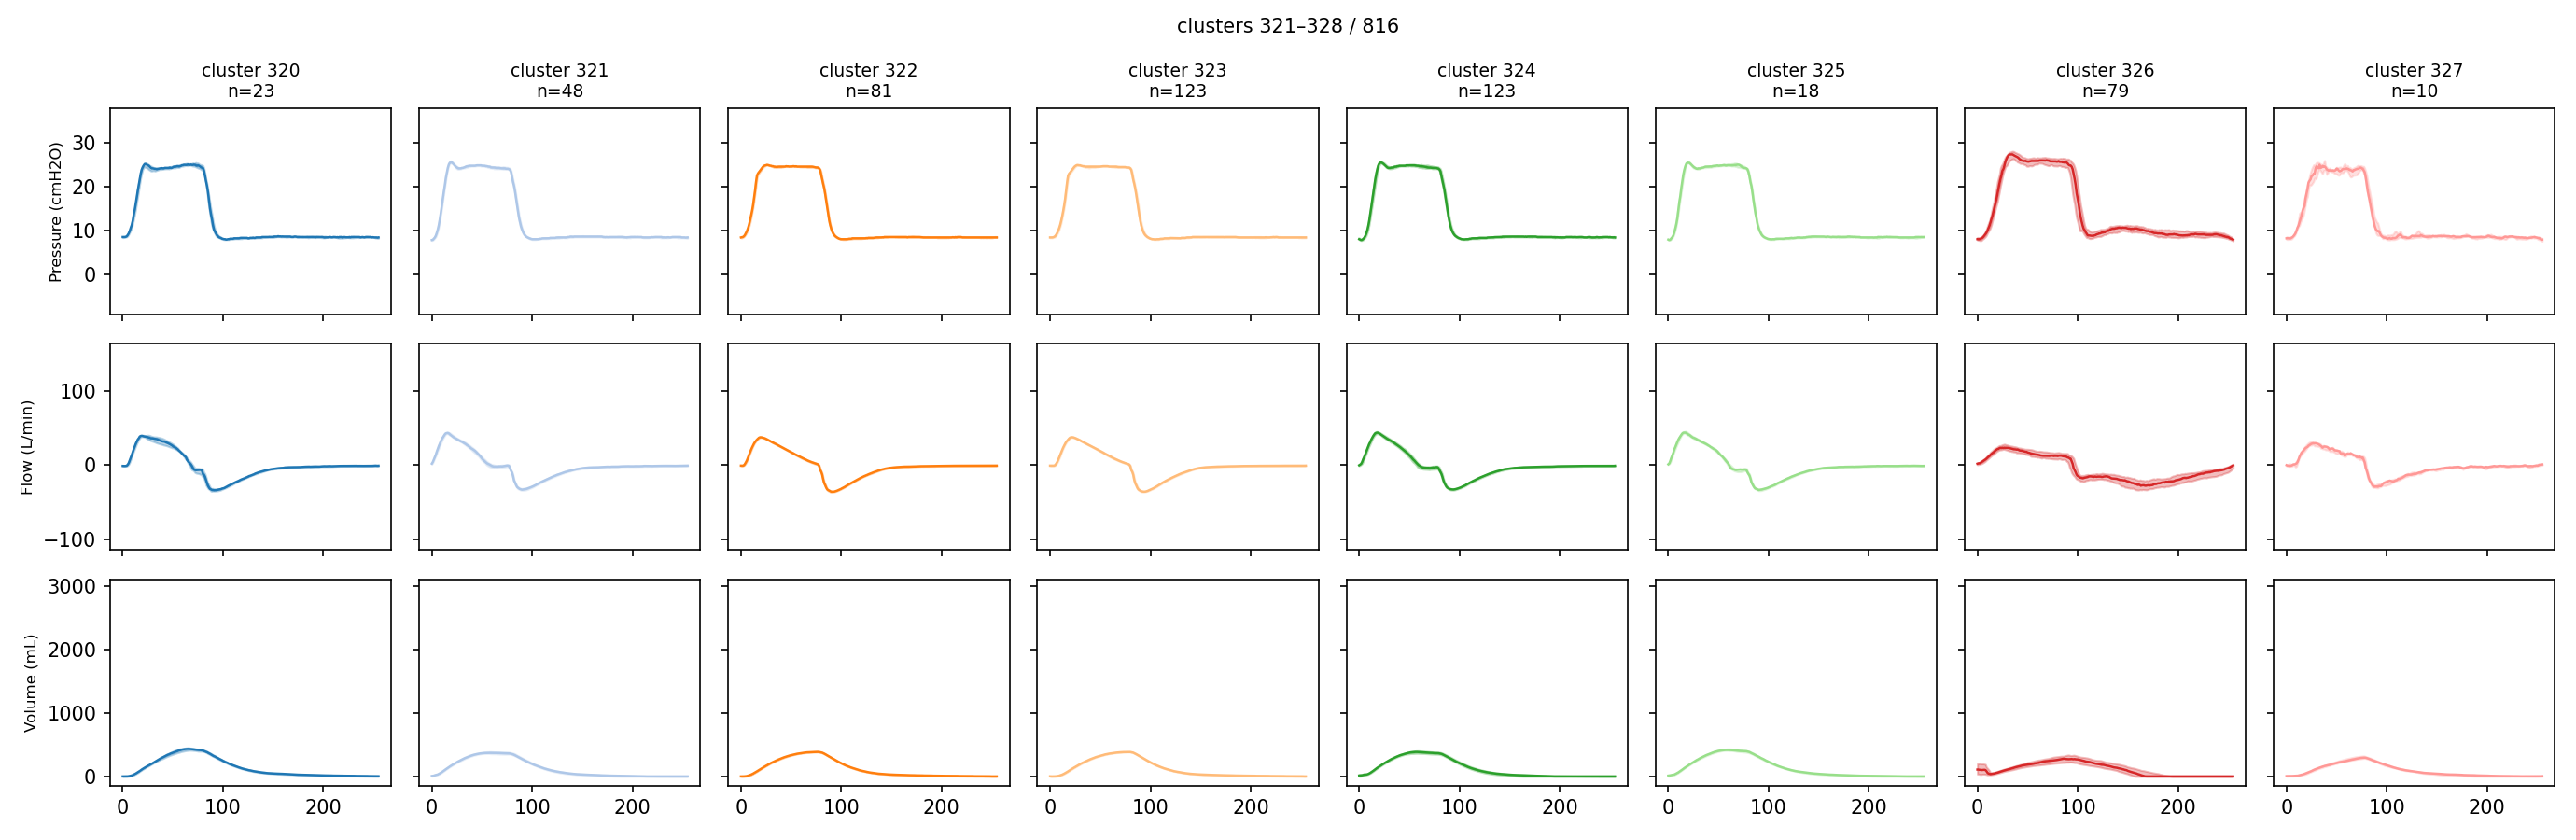 clusters 321–328 / 816
cluster 320
n=23
cluster 321
n=48
cluster 322
n=81
cluster 323
n=123
cluster 324
n=123
cluster 325
n=18
cluster 326
n=79
cluster 327
n=10
Pressure (cmH2O)
30
20
10
0
Flow (L/min)
100
0
−100
Volume (mL)
3000
2000
1000
0
0 100 200
0 100 200
0 100 200
0 100 200
0 100 200
0 100 200
0 100 200
0 100 200